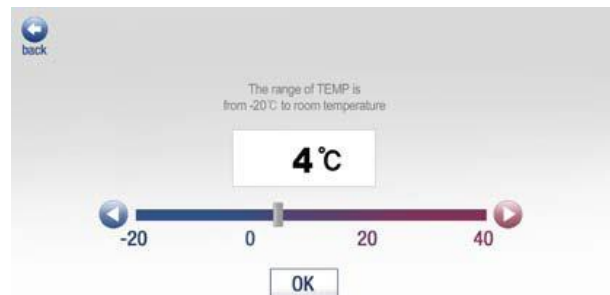 back
The range of TEMP is
from -20℃ to room temperature
4℃
-20 0 20 40
OK